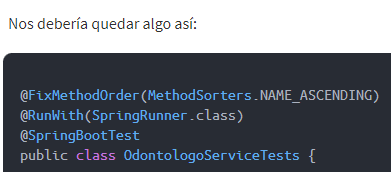 Nos debería quedar algo así:
@FixMethodOrder(MethodSorters.NAME_ASCENDING)
@RunWith(SpringRunner.class)
@SpringBootTest
public class OdontologoServiceTests {